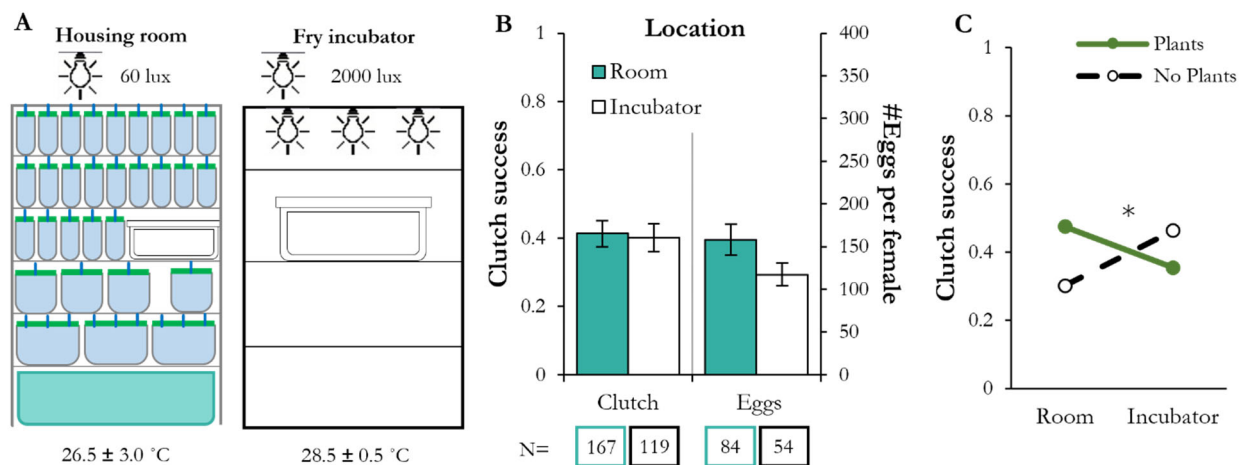 A
Housing room
60 lux
26.5 ± 3.0 ˚C
Fry incubator
2000 lux
28.5 ± 0.5 ˚C
B
Location
Room
Incubator
Clutch success
1
0.8
0.6
0.4
0.2
0
#Eggs per female
400
350
300
250
200
150
100
50
0
Clutch
Eggs
N=
167
119
84
54
C
Plants
No Plants
Clutch success
1
0.8
0.6
0.4
0.2
0
*
Room
Incubator